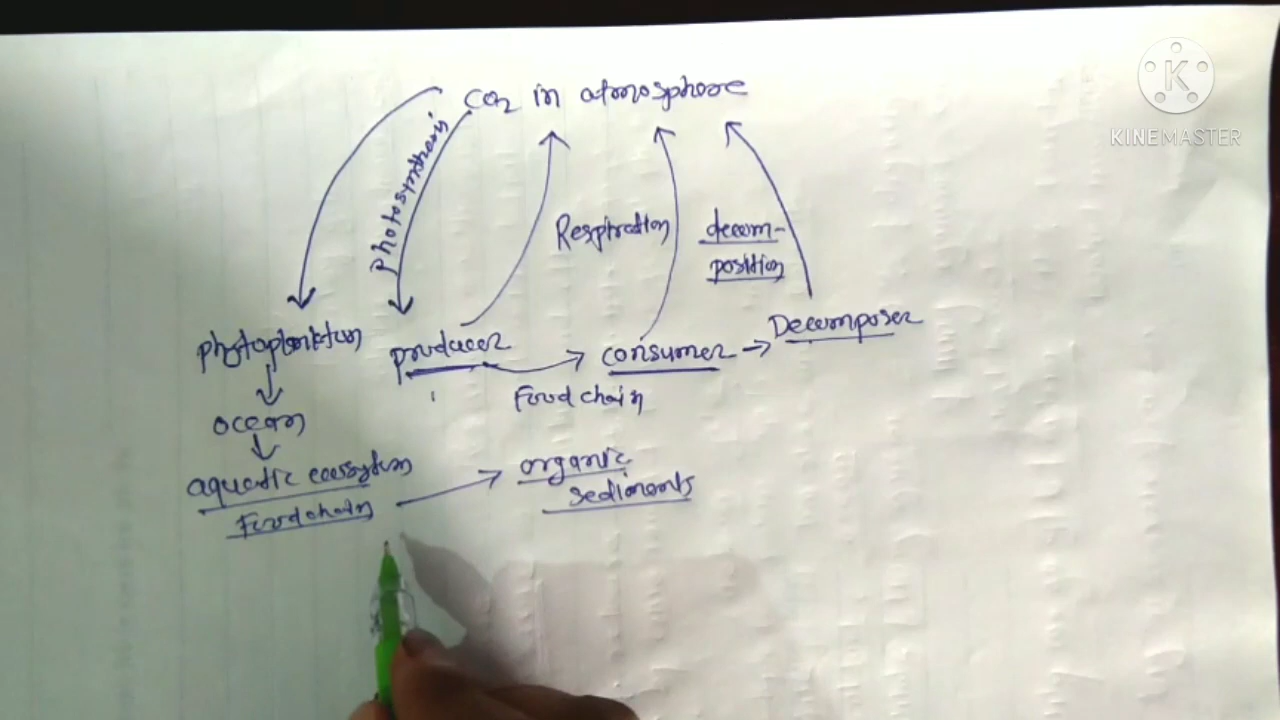 CO2 in atmosphere
K
KINEMASTER
photosynthesis
Respiration
decom-
position
phytoplankton
producer
consumer
Decomposer
Food chain
ocean
aquatic ecosystem
Food chain
organic
sediments